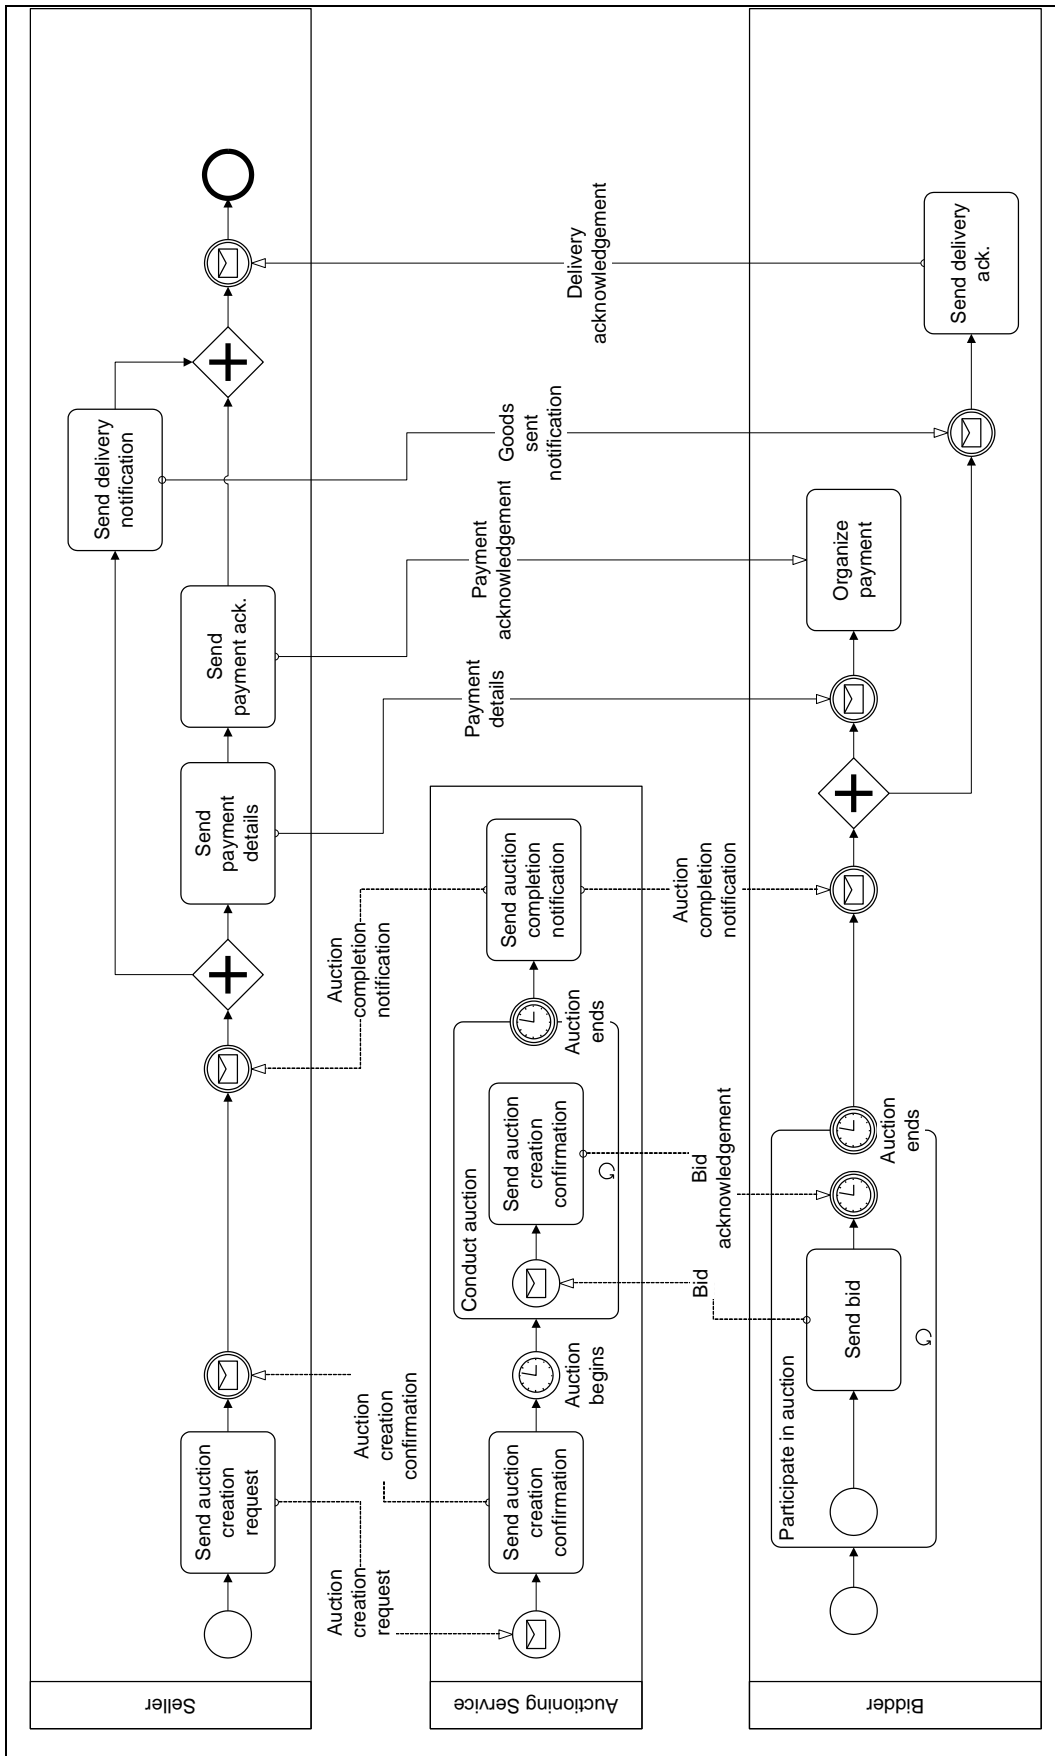 Seller
Send auction
creation
request
Send
payment
details
Send
payment ack.
Send delivery
notification
Auction
creation
request
Auction
creation
confirmation
Auction
completion
notification
Payment
details
Payment
acknowledgement
Goods
sent
notification
Delivery
acknowledgement
Auctioning Service
Send auction
creation
confirmation
Auction
begins
Conduct auction
Send auction
creation
confirmation
Auction
ends
Send auction
completion
notification
Bid
Bid
acknowledgement
Auction
completion
notification
Bidder
Participate in auction
Send bid
Auction
ends
Organize
payment
Send delivery
ack.